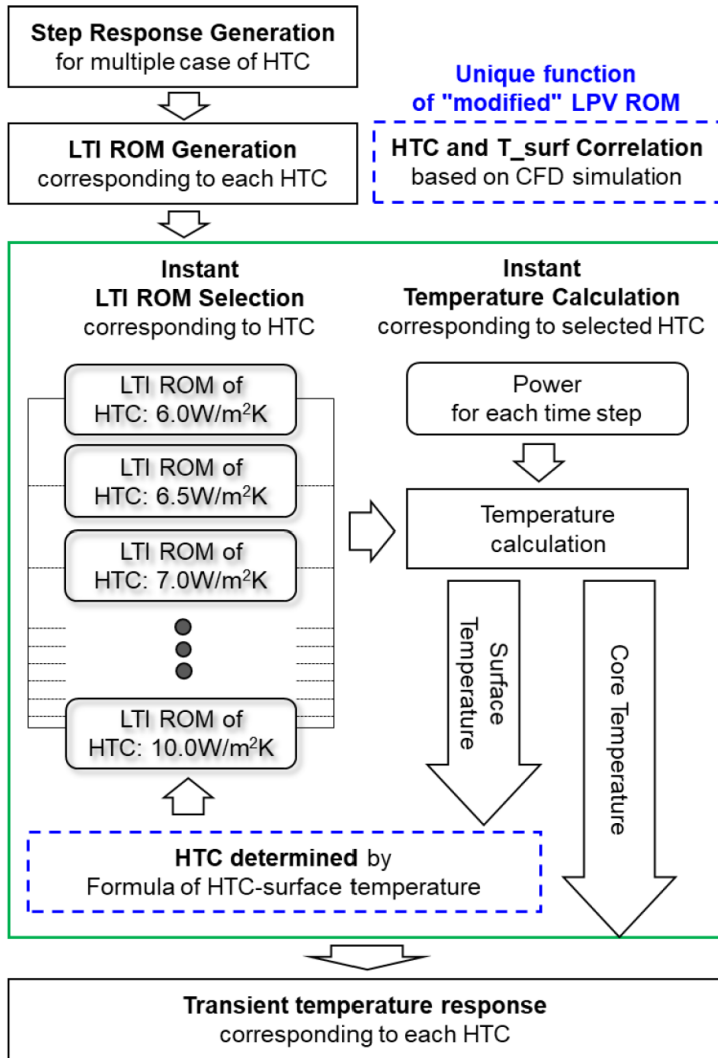 Step Response Generation
for multiple case of HTC
Unique function
of "modified" LPV ROM
LTI ROM Generation
corresponding to each HTC
HTC and T_surf Correlation
based on CFD simulation
Instant
LTI ROM Selection
corresponding to HTC
Instant
Temperature Calculation
corresponding to selected HTC
LTI ROM of
HTC: 6.0W/m²K
LTI ROM of
HTC: 6.5W/m²K
LTI ROM of
HTC: 7.0W/m²K
LTI ROM of
HTC: 10.0W/m²K
Power
for each time step
Temperature
calculation
Surface
Temperature
Core Temperature
HTC determined by
Formula of HTC-surface temperature
Transient temperature response
corresponding to each HTC